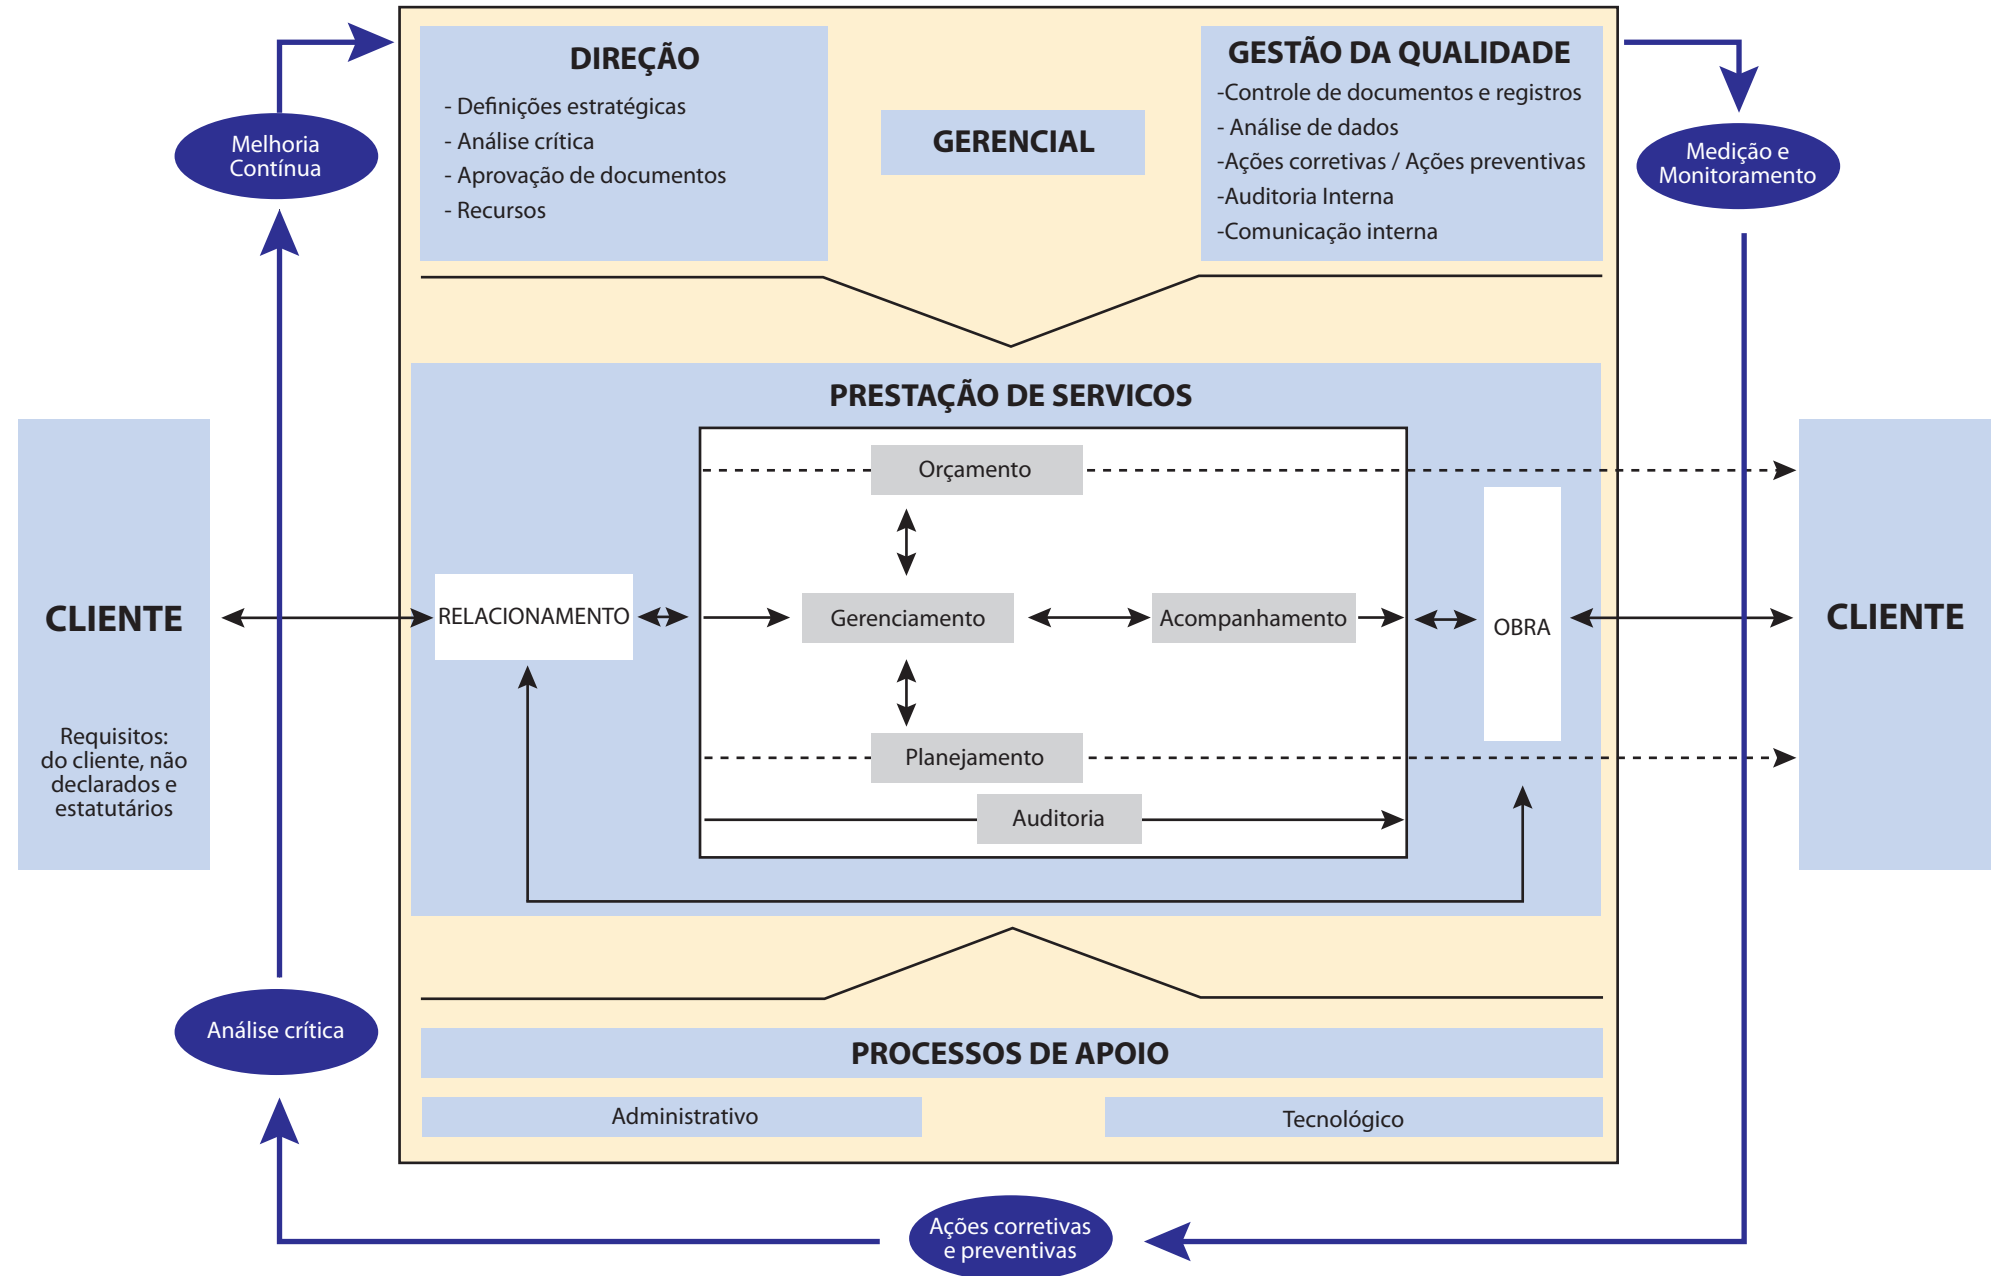 DIREÇÃO
- Definições estratégicas
- Análise crítica
- Aprovação de documentos
- Recursos
GERENCIAL
GESTÃO DA QUALIDADE
-Controle de documentos e registros
- Análise de dados
-Ações corretivas / Ações preventivas
-Auditoria Interna
-Comunicação interna
Melhoria
Contínua
Medição e
Monitoramento
PRESTAÇÃO DE SERVICOS
CLIENTE
Requisitos:
do cliente, não
declarados e
estatutários
RELACIONAMENTO
Orçamento
Gerenciamento
Acompanhamento
Planejamento
Auditoria
OBRA
CLIENTE
Análise crítica
PROCESSOS DE APOIO
Administrativo
Tecnológico
Ações corretivas
e preventivas